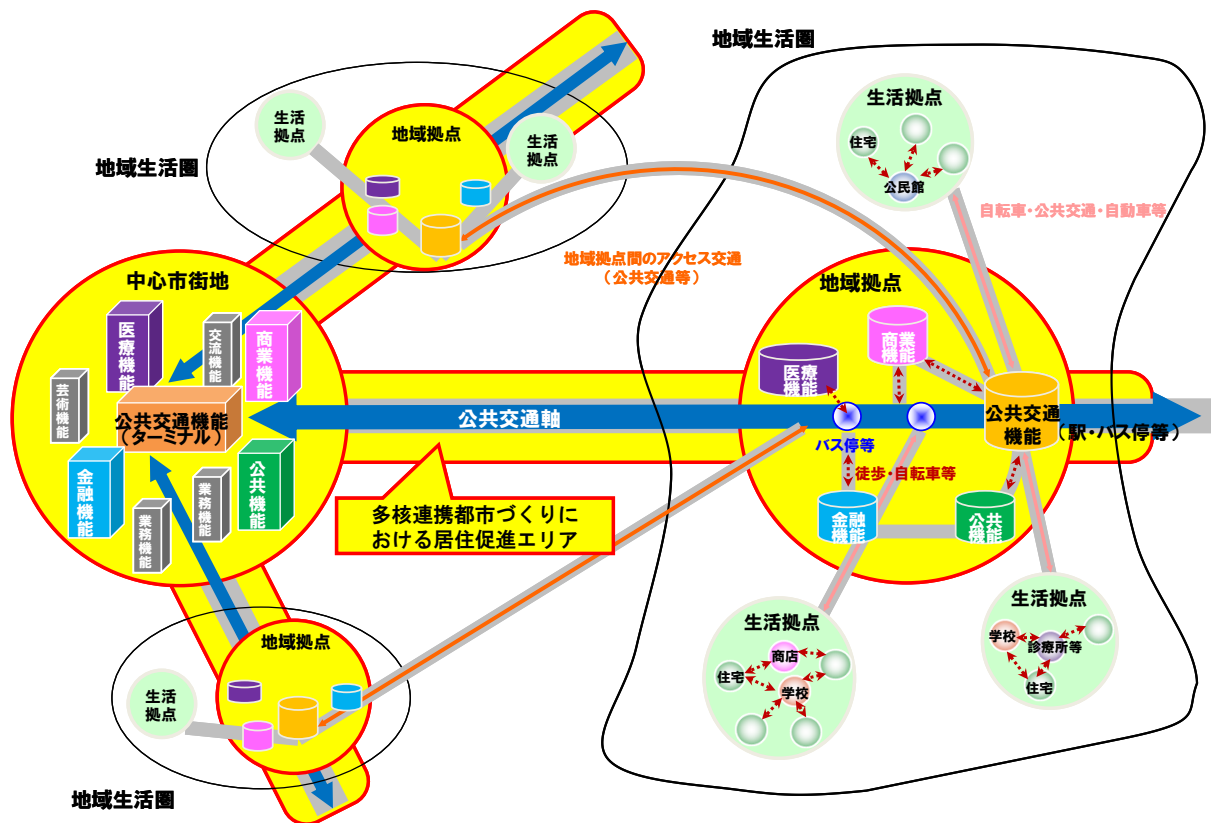 地域生活圏
生活
拠点
地域拠点
生活
拠点
地域生活圏
生活拠点
住宅
公民館
自転車・公共交通・自動車等
地域拠点間のアクセス交通
（公共交通等）
中心市街地
医療機能
交流機能
商業機能
芸術機能
公共交通機能
（ターミナル）
金融機能
業務機能
業務機能
公共機能
公共交通軸
地域拠点
商業
機能
医療
機能
公共交通
機能
（駅・バス停等）
バス停等
徒歩・自転車等
金融
機能
公共
機能
多核連携都市づくりに
おける居住促進エリア
生活拠点
商店
住宅
学校
生活拠点
学校
診療所等
住宅
地域拠点
生活
拠点
地域生活圏